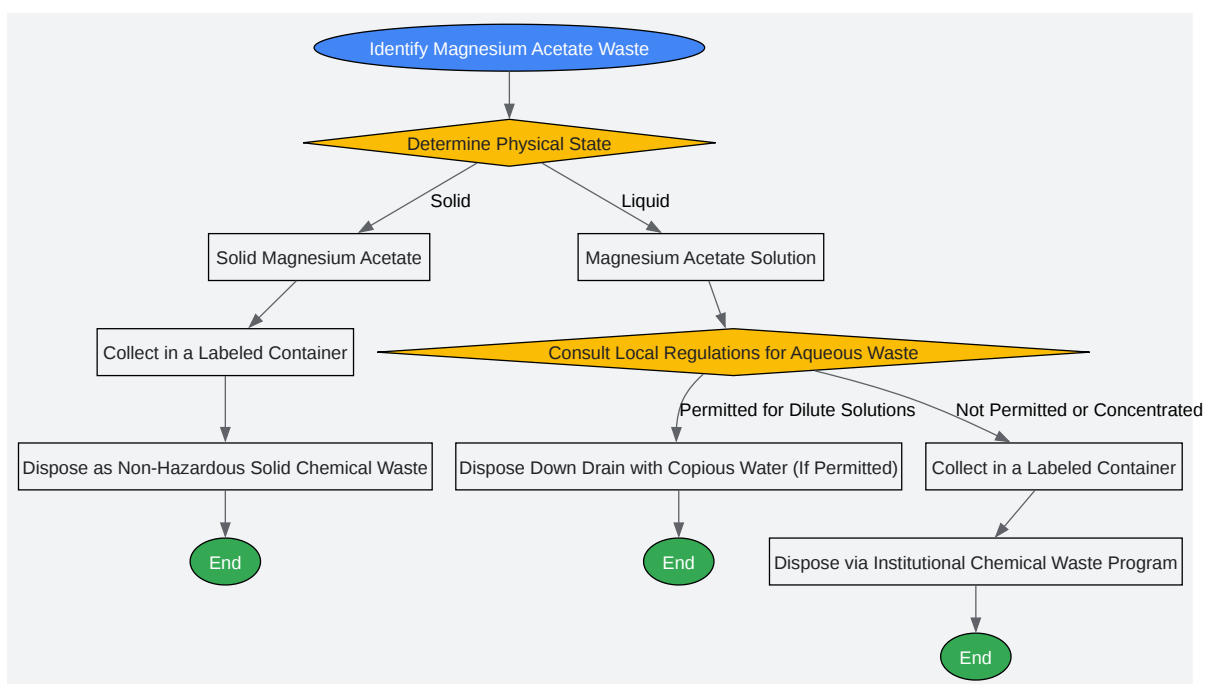 Identify Magnesium Acetate Waste
Determine Physical State
Solid
Liquid
Solid Magnesium Acetate
Magnesium Acetate Solution
Collect in a Labeled Container
Consult Local Regulations for Aqueous Waste
Permitted for Dilute Solutions
Not Permitted or Concentrated
Dispose as Non-Hazardous Solid Chemical Waste
Dispose Down Drain with Copious Water (If Permitted)
Collect in a Labeled Container
End
End
Dispose via Institutional Chemical Waste Program
End